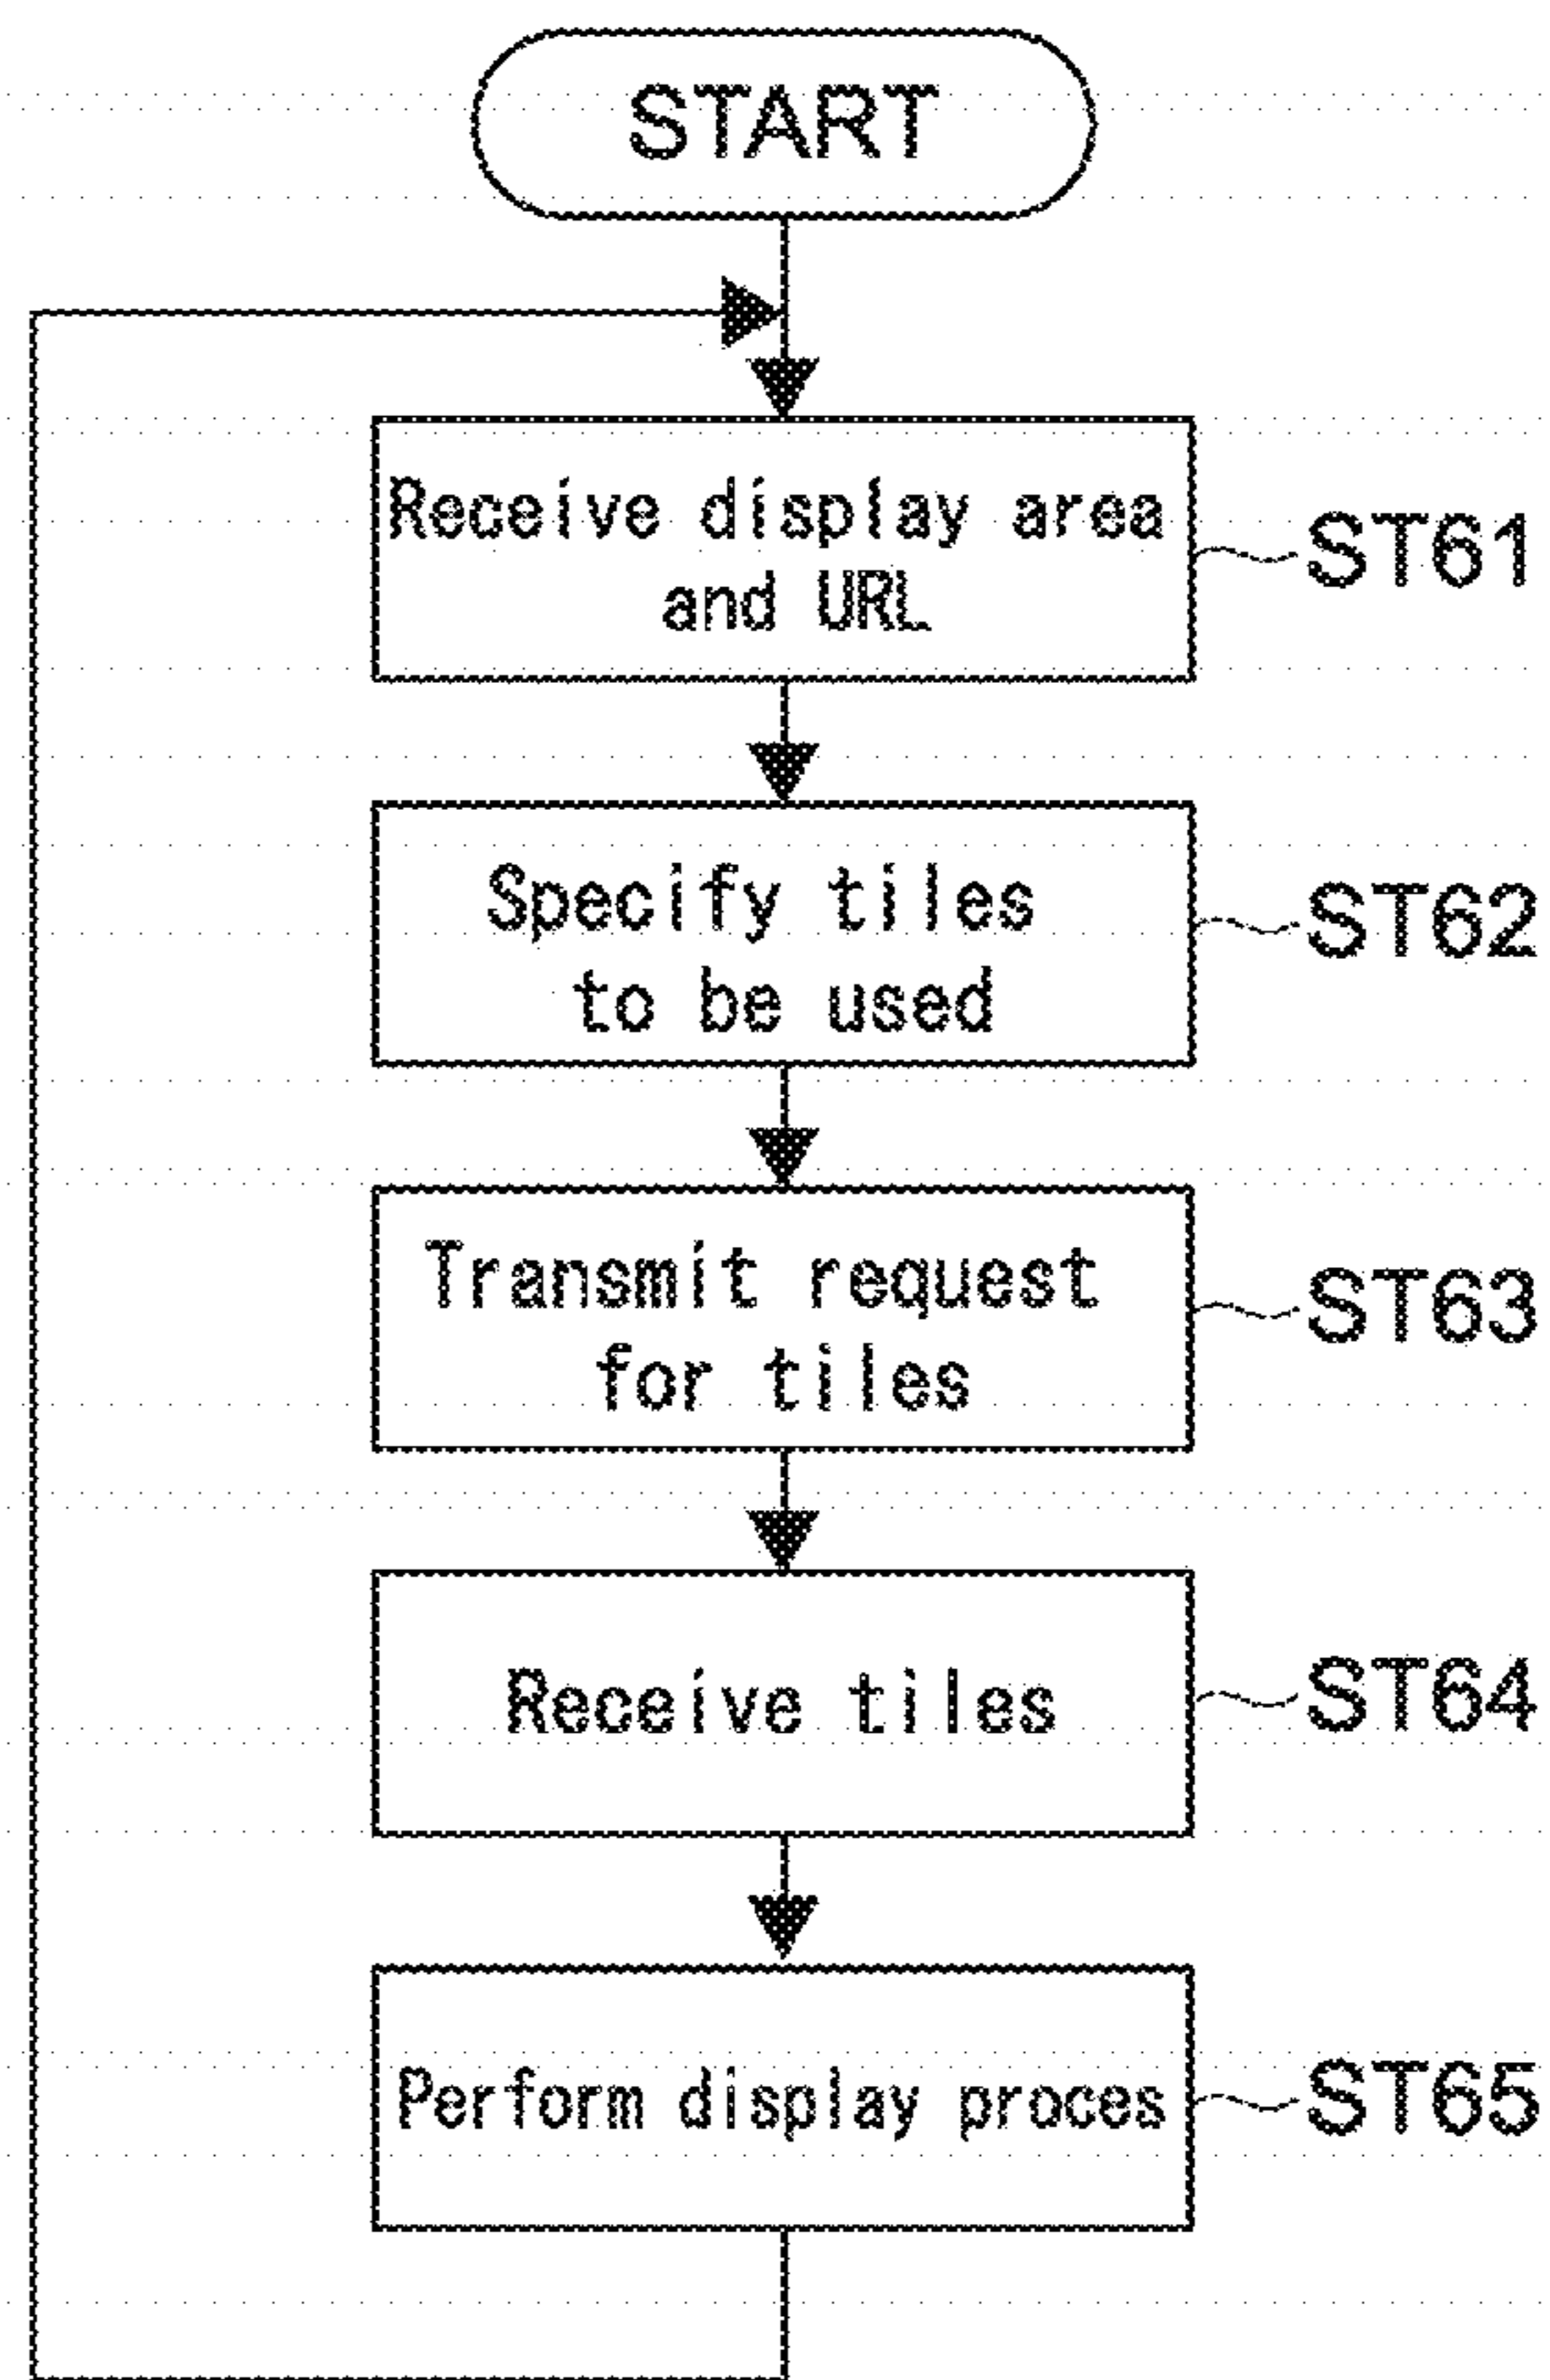 START
Receive display area
and URL
ST61
Specify tiles
to be used
ST62
Transmit request
for tiles
ST63
Receive tiles
ST64
Perform display proces
ST65